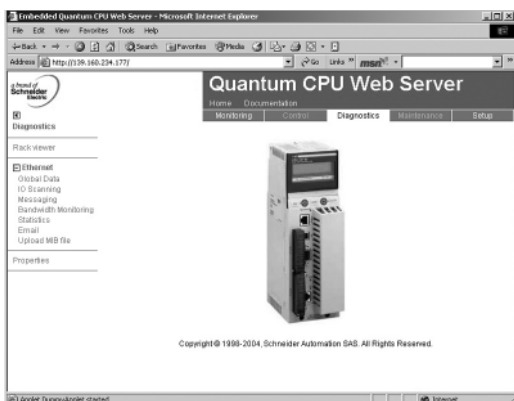 Embedded Quantum CPU Web Server - Microsoft Internet Explorer
File Edit View Favorites Tools Help
Back Search Favorites Media
Address http://139.160.234.177/ Go Links » msn »
a brand of
Schneider
Electric
Quantum CPU Web Server
Home Documentation
Monitoring Control Diagnostics Maintenance Setup
Diagnostics
Rack viewer
Ethernet
Global Data
IO Scanning
Messaging
Bandwidth Monitoring
Statistics
Email
Upload MIB file
Properties
Copyright © 1998-2004, Schneider Automation SAS. All Rights Reserved.
Applet started
Internet